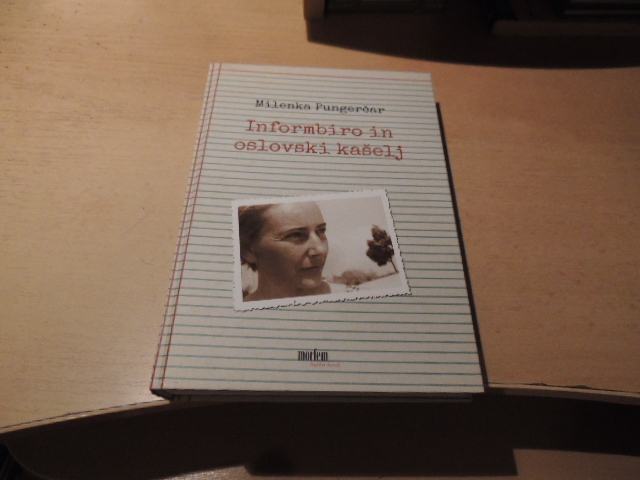 Milenka Pungerčar
Informbiro in
oslovski kašelj
morfem